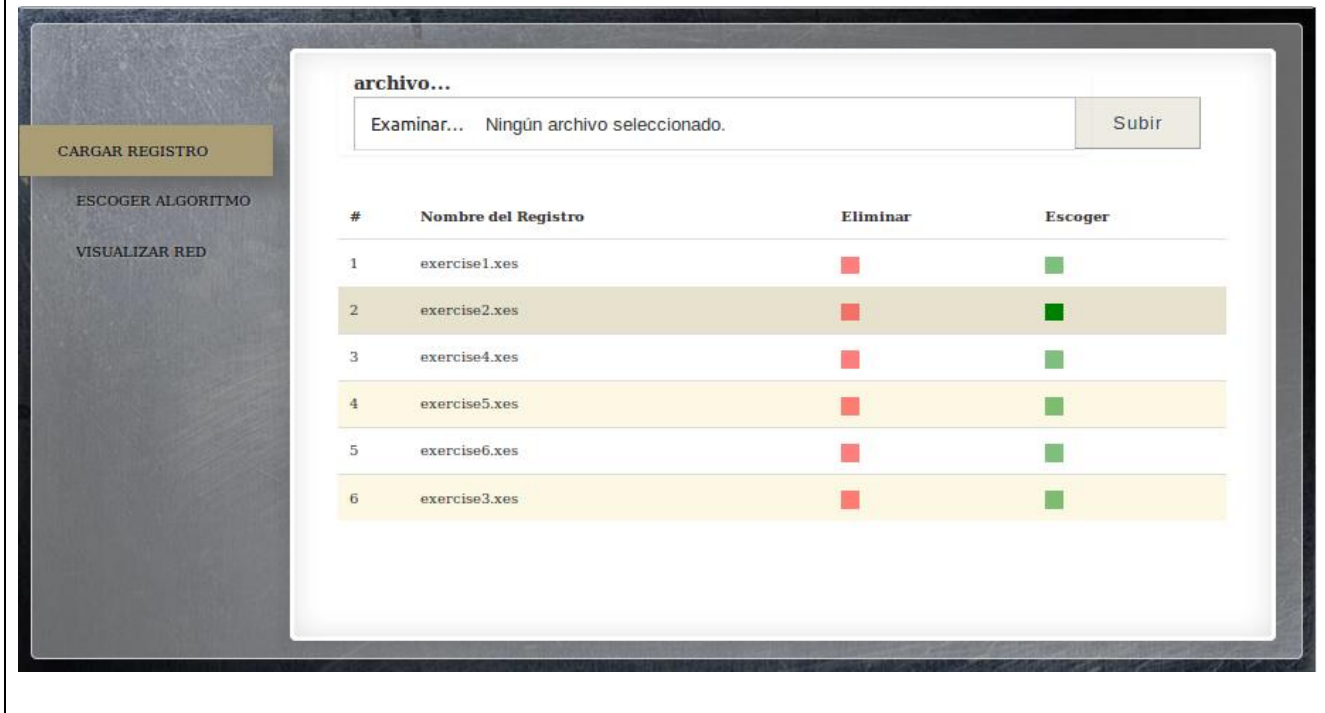 archivo...
Examinar... Ningún archivo seleccionado. Subir
CARGAR REGISTRO
ESCOGER ALGORITMO
VISUALIZAR RED
# Nombre del Registro Eliminar Escoger
1 exercise1.xes
2 exercise2.xes
3 exercise4.xes
4 exercise5.xes
5 exercise6.xes
6 exercise3.xes